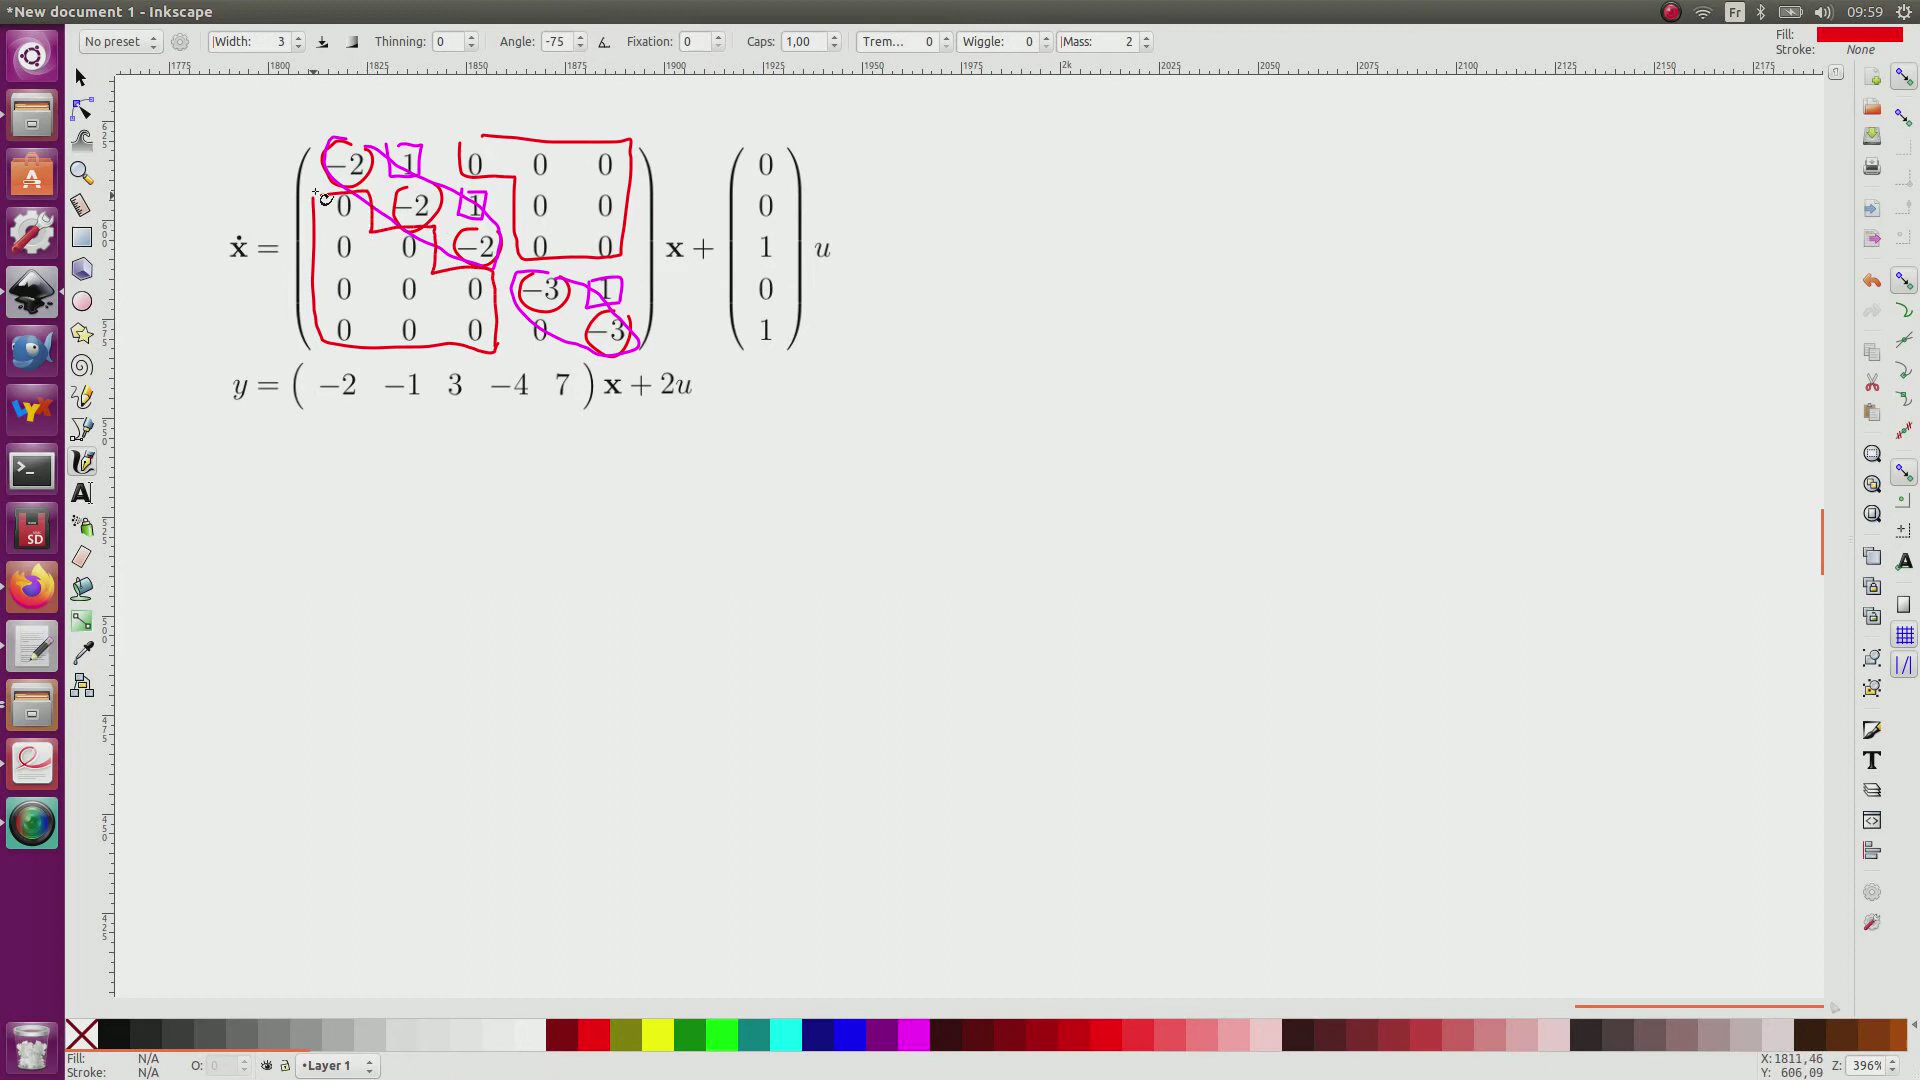 *New document 1 - Inkscape
Fr
09:59
No preset
Width: 3
Thinning: 0
Angle: -75
Fixation: 0
Caps: 1,00
Trem... 0
Wiggle: 0
Mass: 2
Fill:
Stroke: None
1775 1800 1825 1850 1875 1900 1925 1950 1975 2k 2025 2050 2075 2100 2125 2150 2175
−2 1 0 0 0
0 −2 1 0 0
ẋ = 0 0 −2 0 0 x + 1 u
0 0 0 −3 1
0 0 0 0 −3
0
0
0
1
y = ( −2 −1 3 −4 7 ) x + 2u
SD
Fill: N/A
Stroke: N/A
O: 0
•Layer 1
X:1811,46
Y: 606,09
Z: 396%